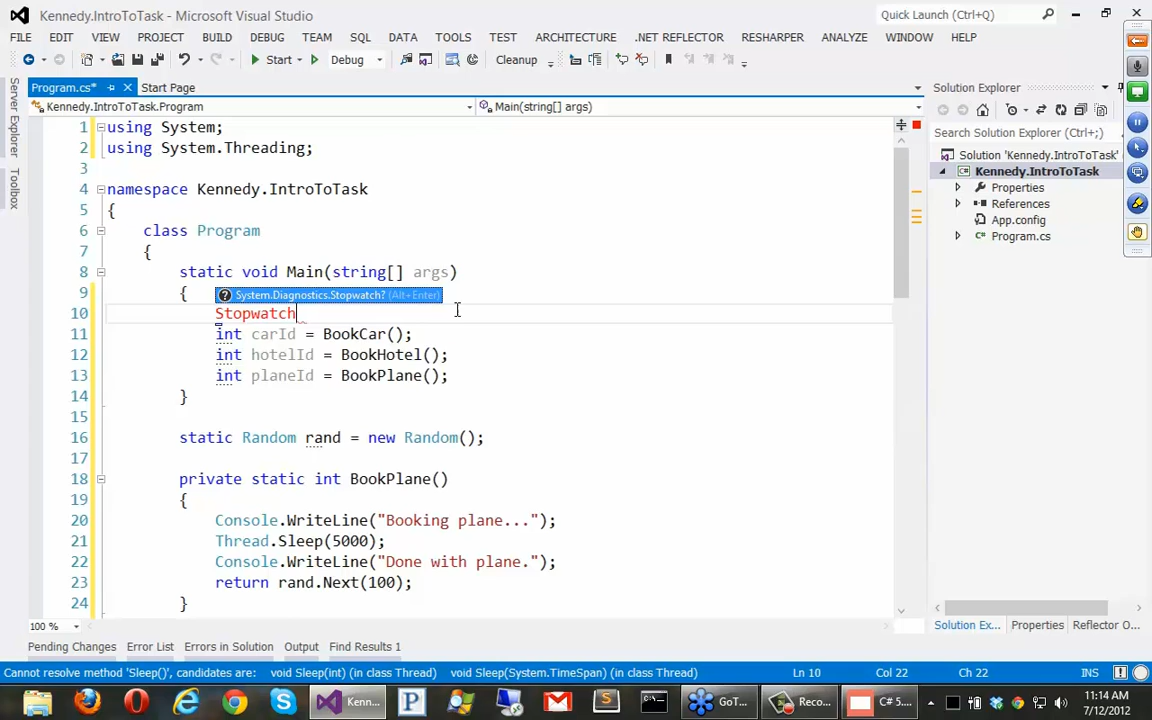 Kennedy.IntroToTask - Microsoft Visual Studio
Quick Launch (Ctrl+Q)
FILE EDIT VIEW PROJECT BUILD DEBUG TEAM SQL DATA TOOLS TEST ARCHITECTURE .NET REFLECTOR RESHARPER ANALYZE WINDOW HELP
Start Debug Cleanup
Server Explorer
Toolbox
Program.cs* Start Page
Kennedy.IntroToTask.Program Main(string[] args)
1 using System;
2 using System.Threading;
3
4 namespace Kennedy.IntroToTask
5 {
6 class Program
7 {
8 static void Main(string[] args)
9 {
System.Diagnostics.Stopwatch? (Alt+Enter)
10 Stopwatch
11 int carId = BookCar();
12 int hotelId = BookHotel();
13 int planeId = BookPlane();
14 }
15
16 static Random rand = new Random();
17
18 private static int BookPlane()
19 {
20 Console.WriteLine("Booking plane...");
21 Thread.Sleep(5000);
22 Console.WriteLine("Done with plane.");
23 return rand.Next(100);
24 }
100 %
Solution Explorer
Search Solution Explorer (Ctrl+;)
Solution 'Kennedy.IntroToTask' (1
Kennedy.IntroToTask
Properties
References
App.config
Program.cs
Solution Ex... Properties Reflector O...
Pending Changes Error List Errors in Solution Output Find Results 1
Cannot resolve method 'Sleep()', candidates are: void Sleep(int) (in class Thread) void Sleep(System.TimeSpan) (in class Thread) Ln 10 Col 22 Ch 22 INS
Kenn... GoT... Reco... C# 5....
11:14 AM
7/12/2012